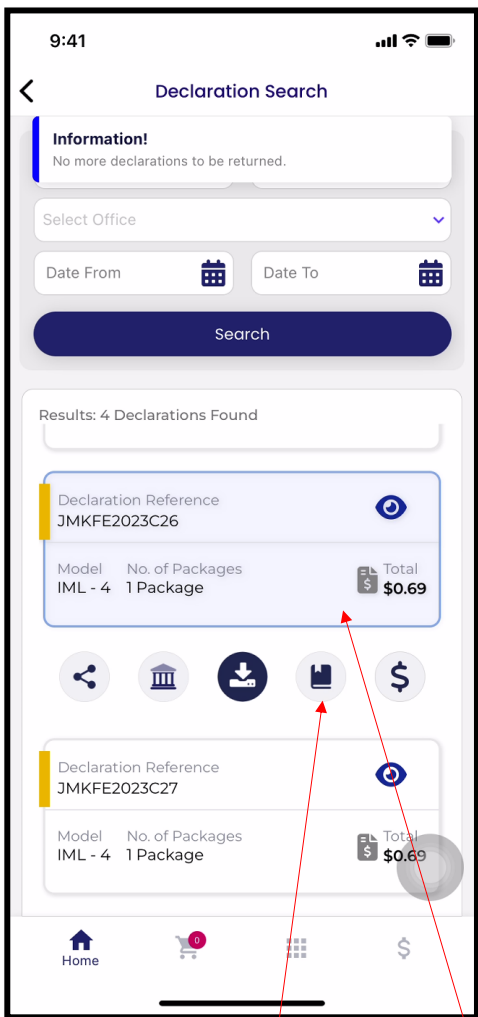 9:41
Declaration Search
Information!
No more declarations to be returned.
Select Office
Date From
Date To
Search
Results: 4 Declarations Found
Declaration Reference
JMKFE2023C26
Model No. of Packages Total
IML - 4 1 Package $0.69
Declaration Reference
JMKFE2023C27
Model No. of Packages Total
IML - 4 1 Package $0.69
0
Home